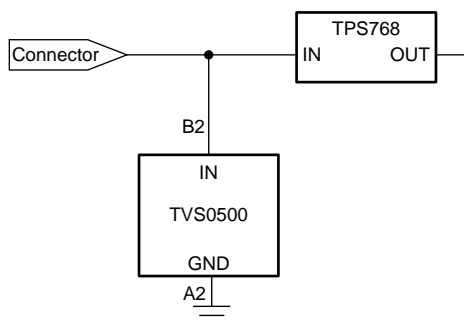 TPS768
Connector
IN
OUT
B2
IN
TVS0500
GND
A2